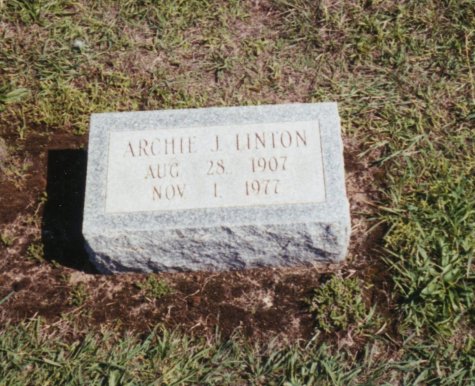 ARCHIE J. LINTON
AUG 28, 1907
NOV 1, 1977